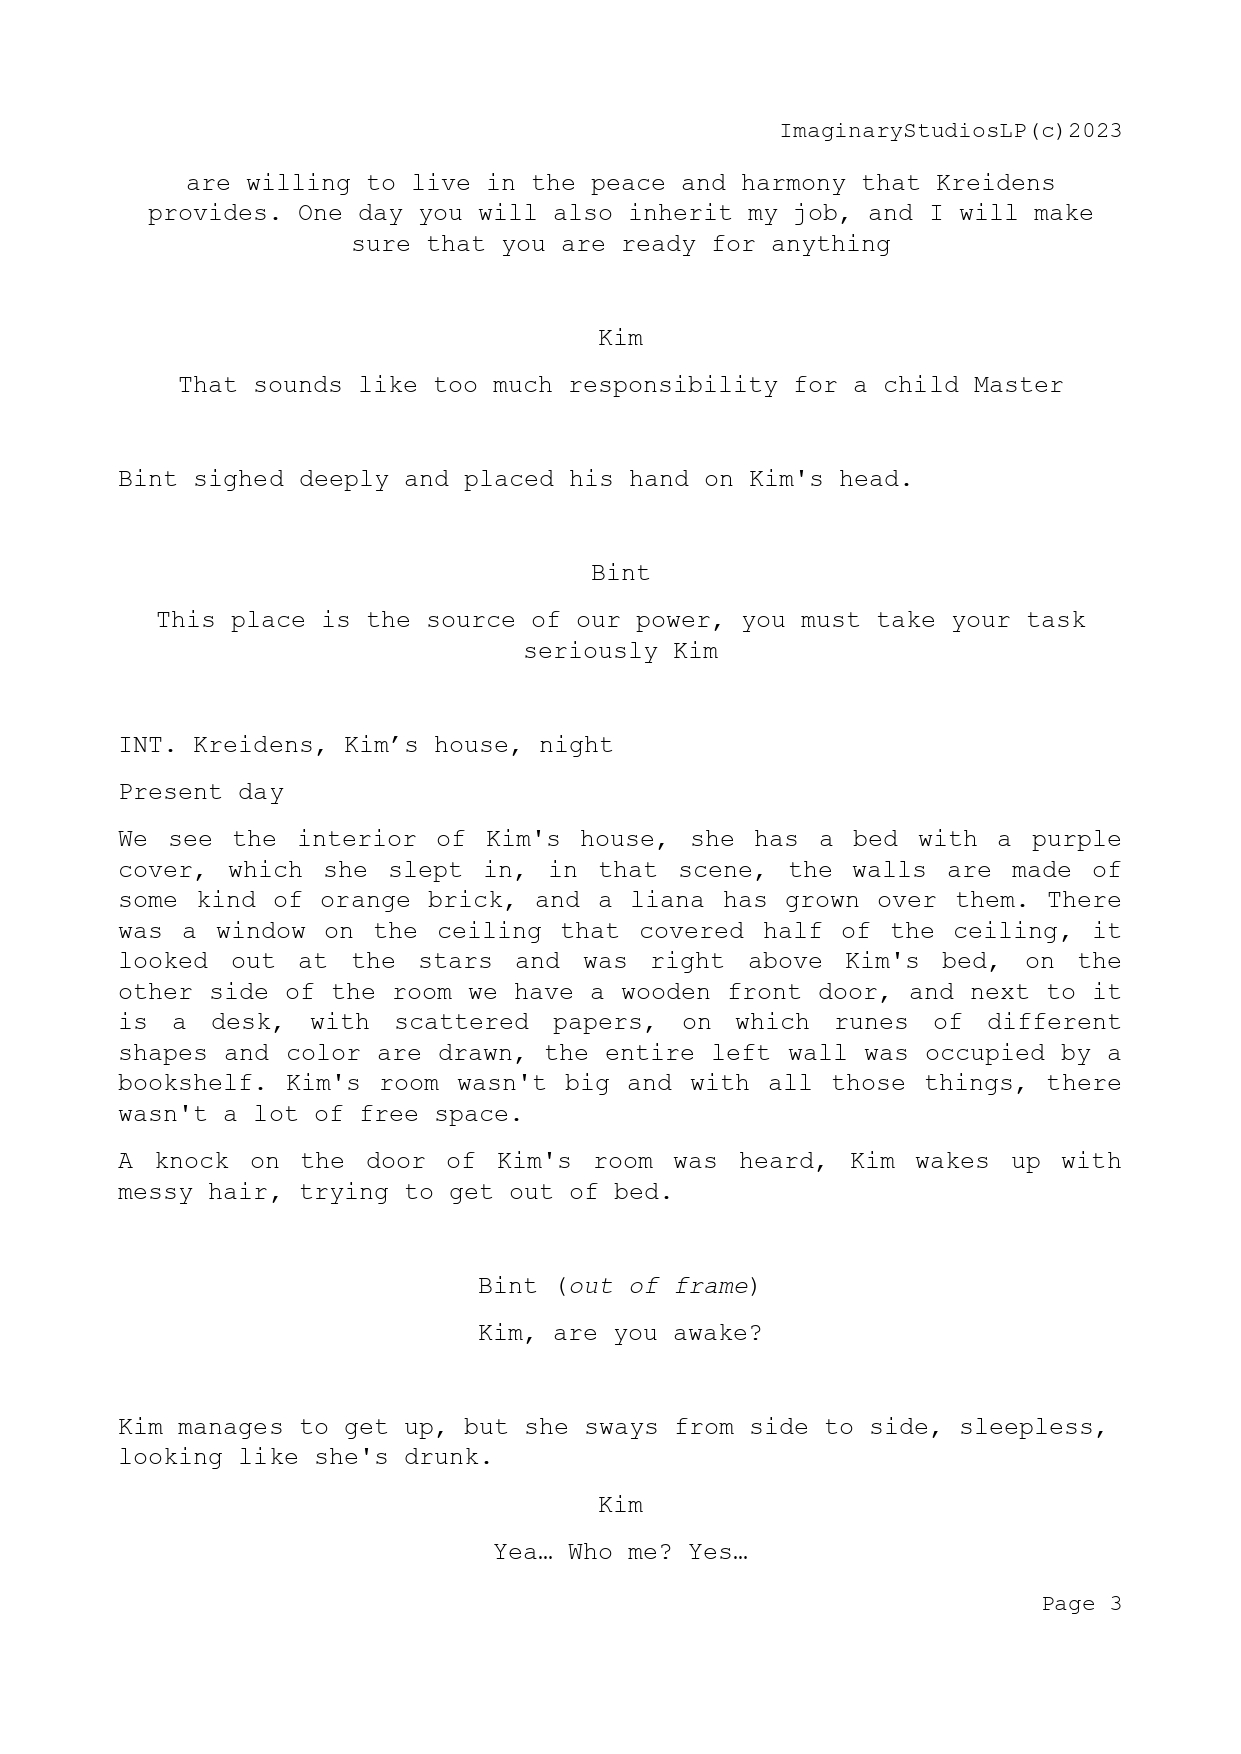 ImaginaryStudiosLP(c)2023
are willing to live in the peace and harmony that Kreidens
provides. One day you will also inherit my job, and I will make
sure that you are ready for anything
Kim
That sounds like too much responsibility for a child Master
Bint sighed deeply and placed his hand on Kim's head.
Bint
This place is the source of our power, you must take your task
seriously Kim
INT. Kreidens, Kim’s house, night
Present day
We see the interior of Kim's house, she has a bed with a purple
cover, which she slept in, in that scene, the walls are made of
some kind of orange brick, and a liana has grown over them. There
was a window on the ceiling that covered half of the ceiling, it
looked out at the stars and was right above Kim's bed, on the
other side of the room we have a wooden front door, and next to it
is a desk, with scattered papers, on which runes of different
shapes and color are drawn, the entire left wall was occupied by a
bookshelf. Kim's room wasn't big and with all those things, there
wasn't a lot of free space.
A knock on the door of Kim's room was heard, Kim wakes up with
messy hair, trying to get out of bed.
Bint (out of frame)
Kim, are you awake?
Kim manages to get up, but she sways from side to side, sleepless,
looking like she's drunk.
Kim
Yea… Who me? Yes…
Page 3